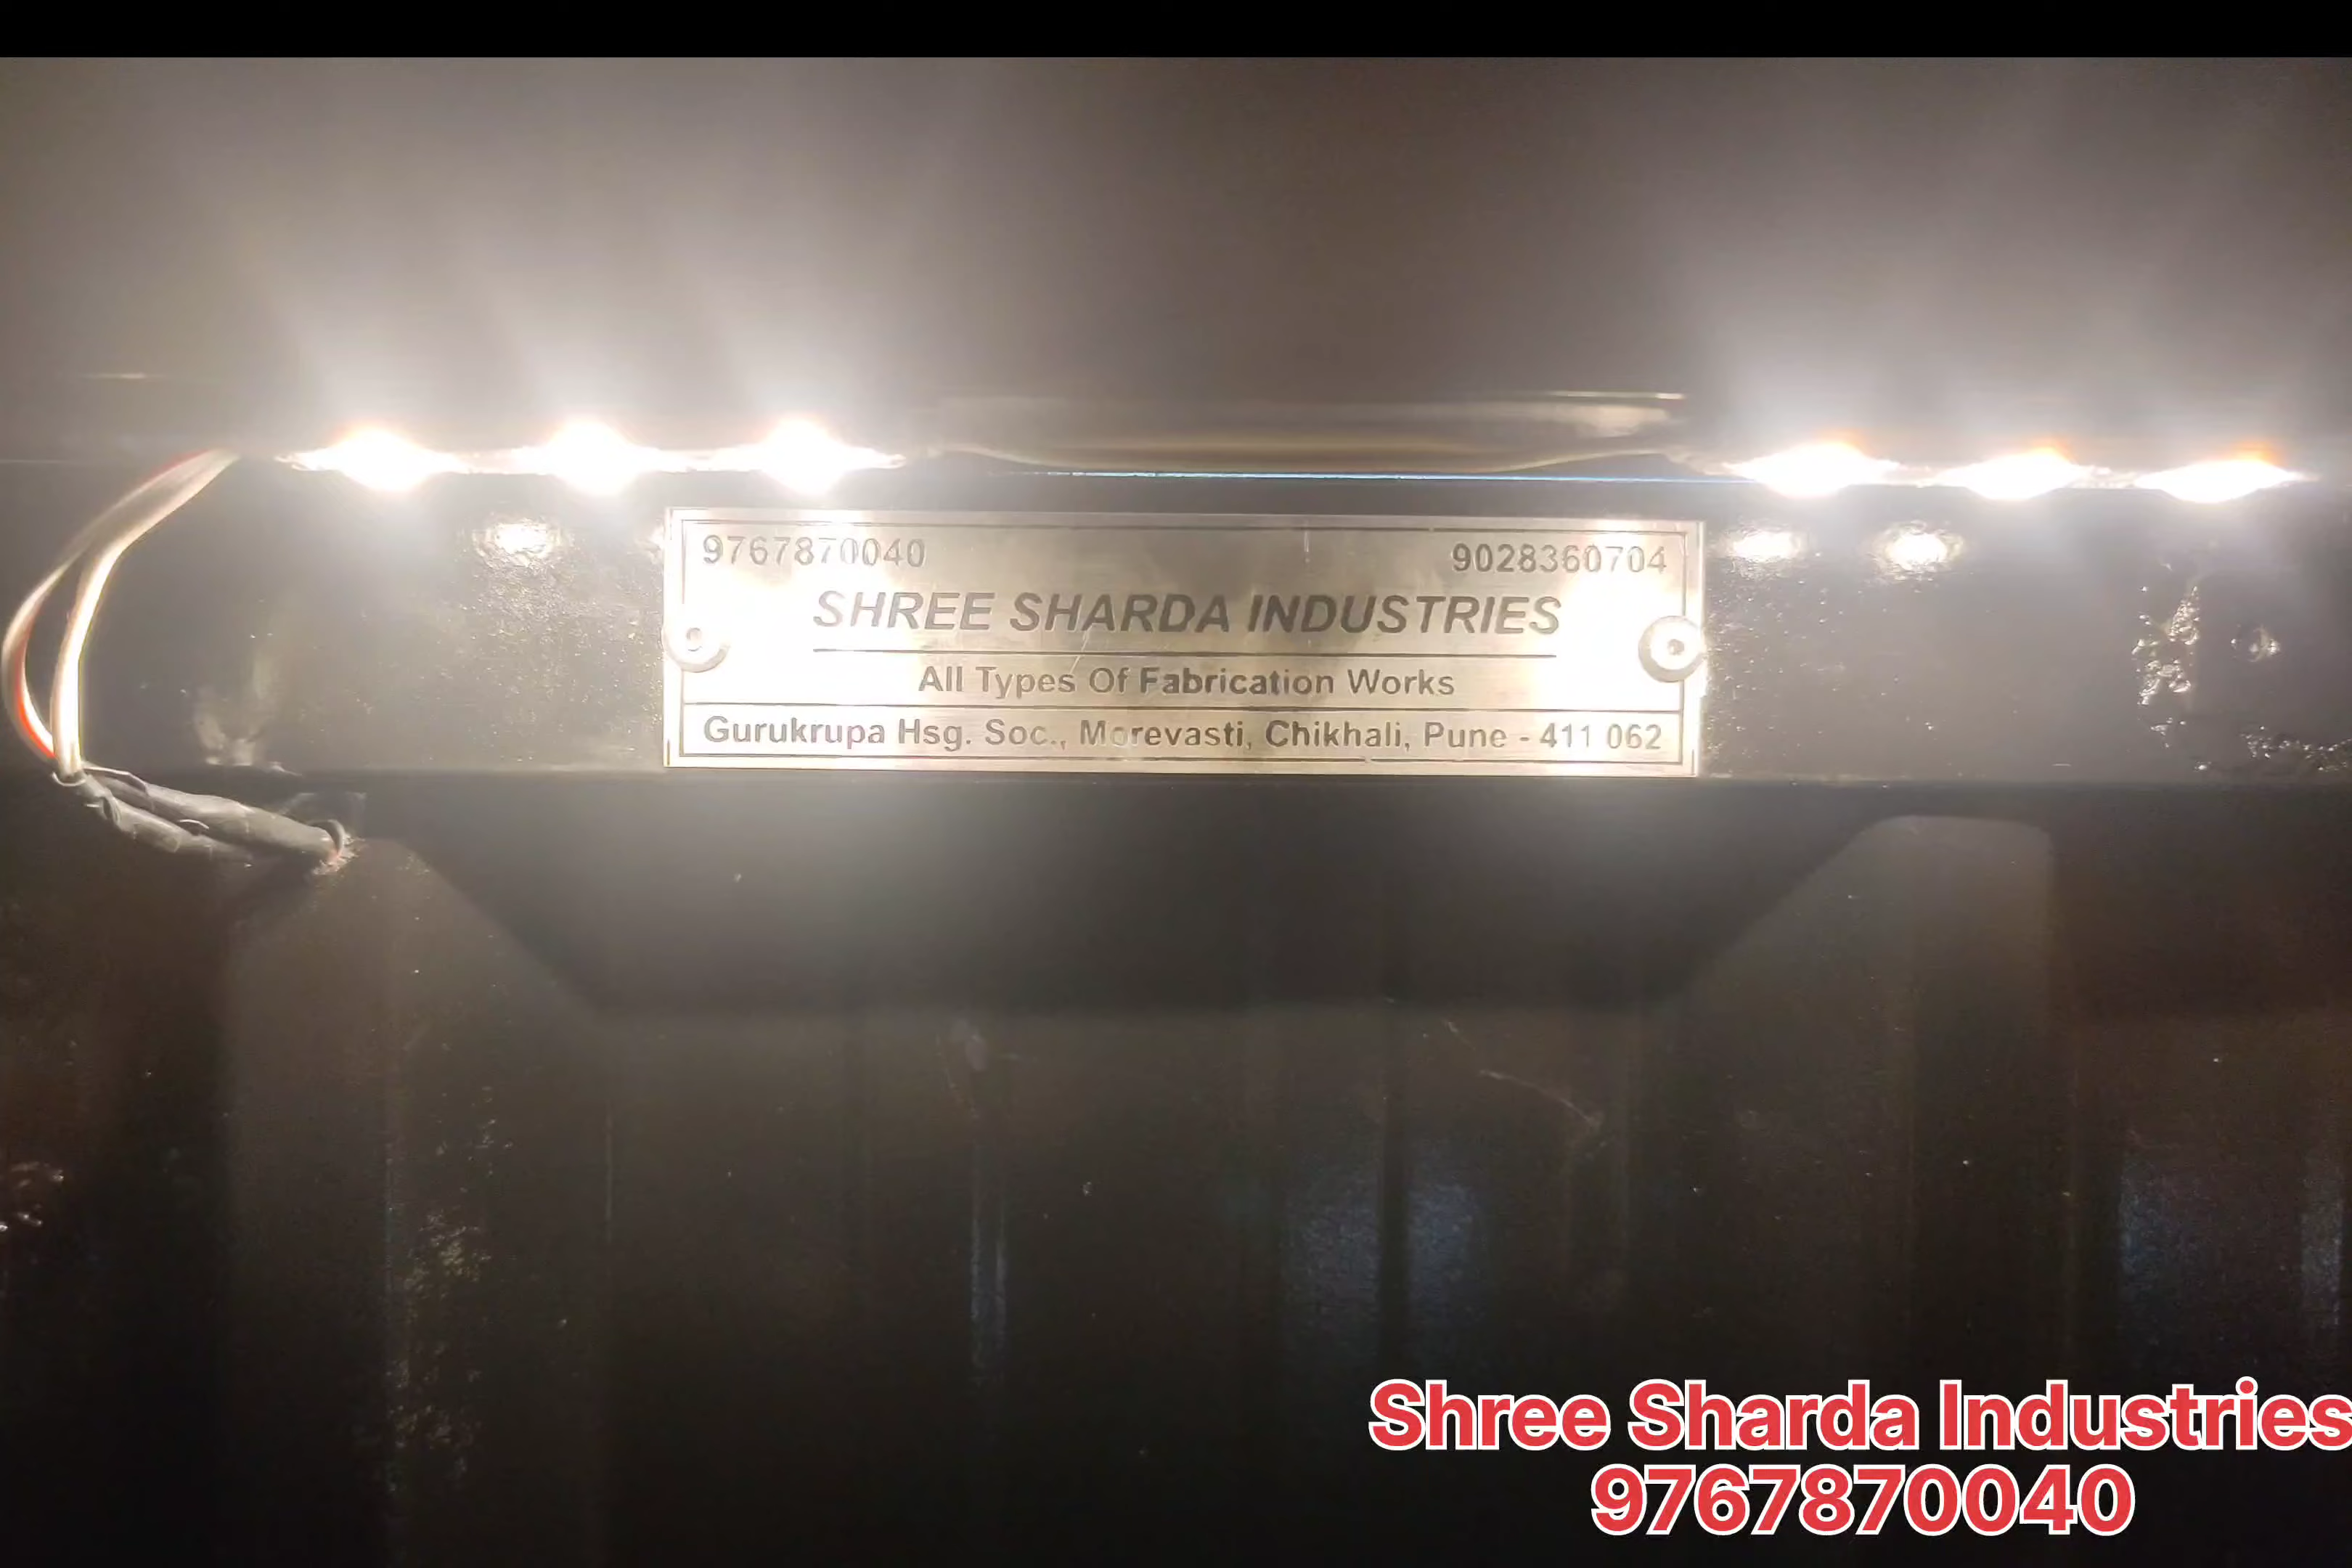 9767870040 9028360704
SHREE SHARDA INDUSTRIES
All Types Of Fabrication Works
Gurukrupa Hsg. Soc., Morevasti, Chikhali, Pune - 411 062
Shree Sharda Industries
9767870040